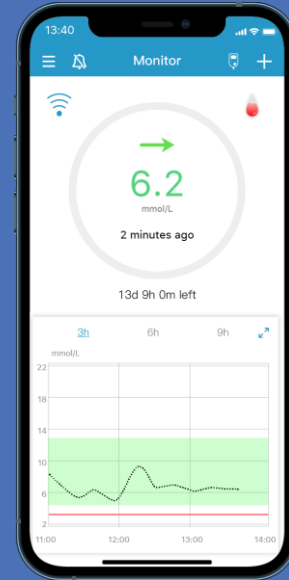 13:40
Monitor
6.2
mmol/L
2 minutes ago
13d 9h 0m left
3h 6h 9h
mmol/L
22
18
14
10
6
2
11:00 12:00 13:00 14:00